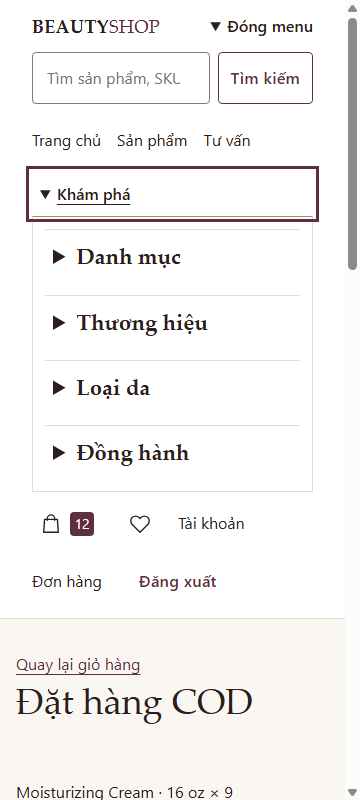 BEAUTYSHOP
Đóng menu
Tìm sản phẩm, SKU
Tìm kiếm
Trang chủ Sản phẩm Tư vấn
Khám phá
Danh mục
Thương hiệu
Loại da
Đồng hành
12 Tài khoản
Đơn hàng Đăng xuất
Quay lại giỏ hàng
Đặt hàng COD
Moisturizing Cream · 16 oz × 9